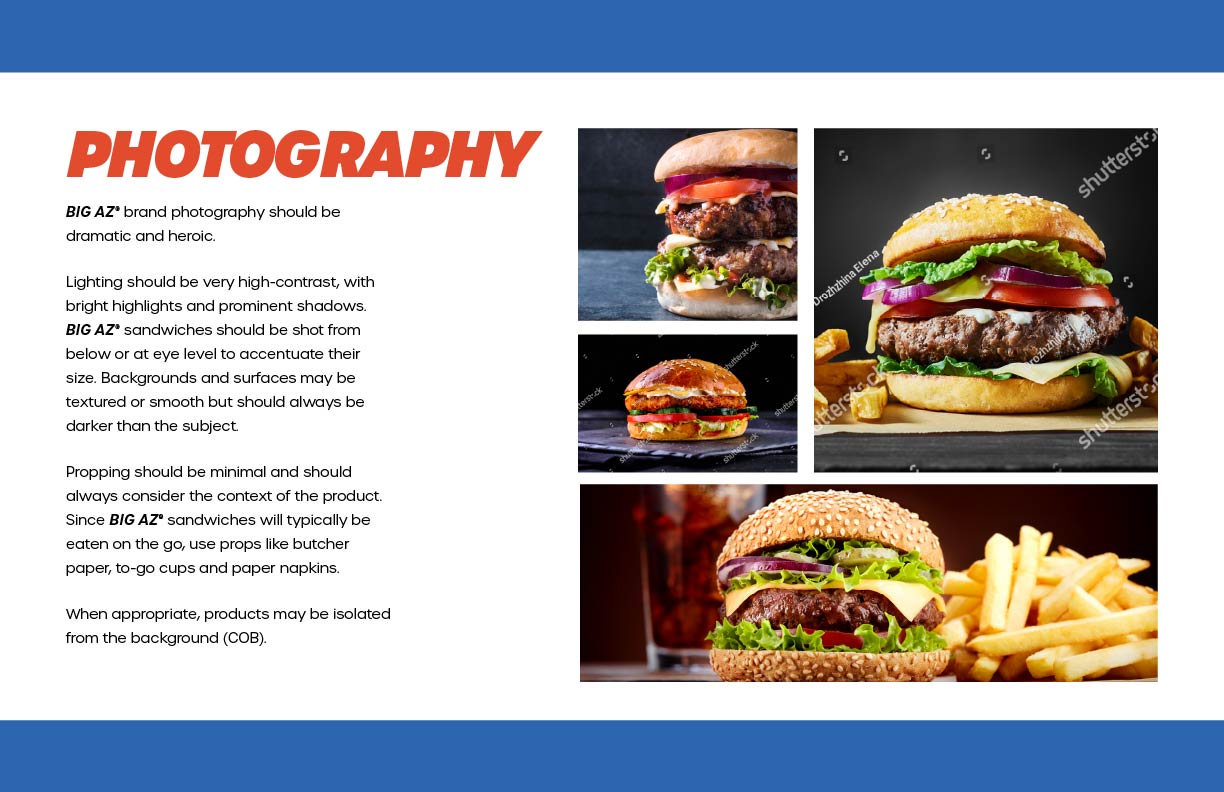 PHOTOGRAPHY
BIG AZ® brand photography should be
dramatic and heroic.
Lighting should be very high-contrast, with
bright highlights and prominent shadows.
BIG AZ® sandwiches should be shot from
below or at eye level to accentuate their
size. Backgrounds and surfaces may be
textured or smooth but should always be
darker than the subject.
Propping should be minimal and should
always consider the context of the product.
Since BIG AZ® sandwiches will typically be
eaten on the go, use props like butcher
paper, to-go cups and paper napkins.
When appropriate, products may be isolated
from the background (COB).
shutterstock
Drozhzhina Elena
Drozhzhina
shutterstock
shutterstock
shutterstock
shutterstock